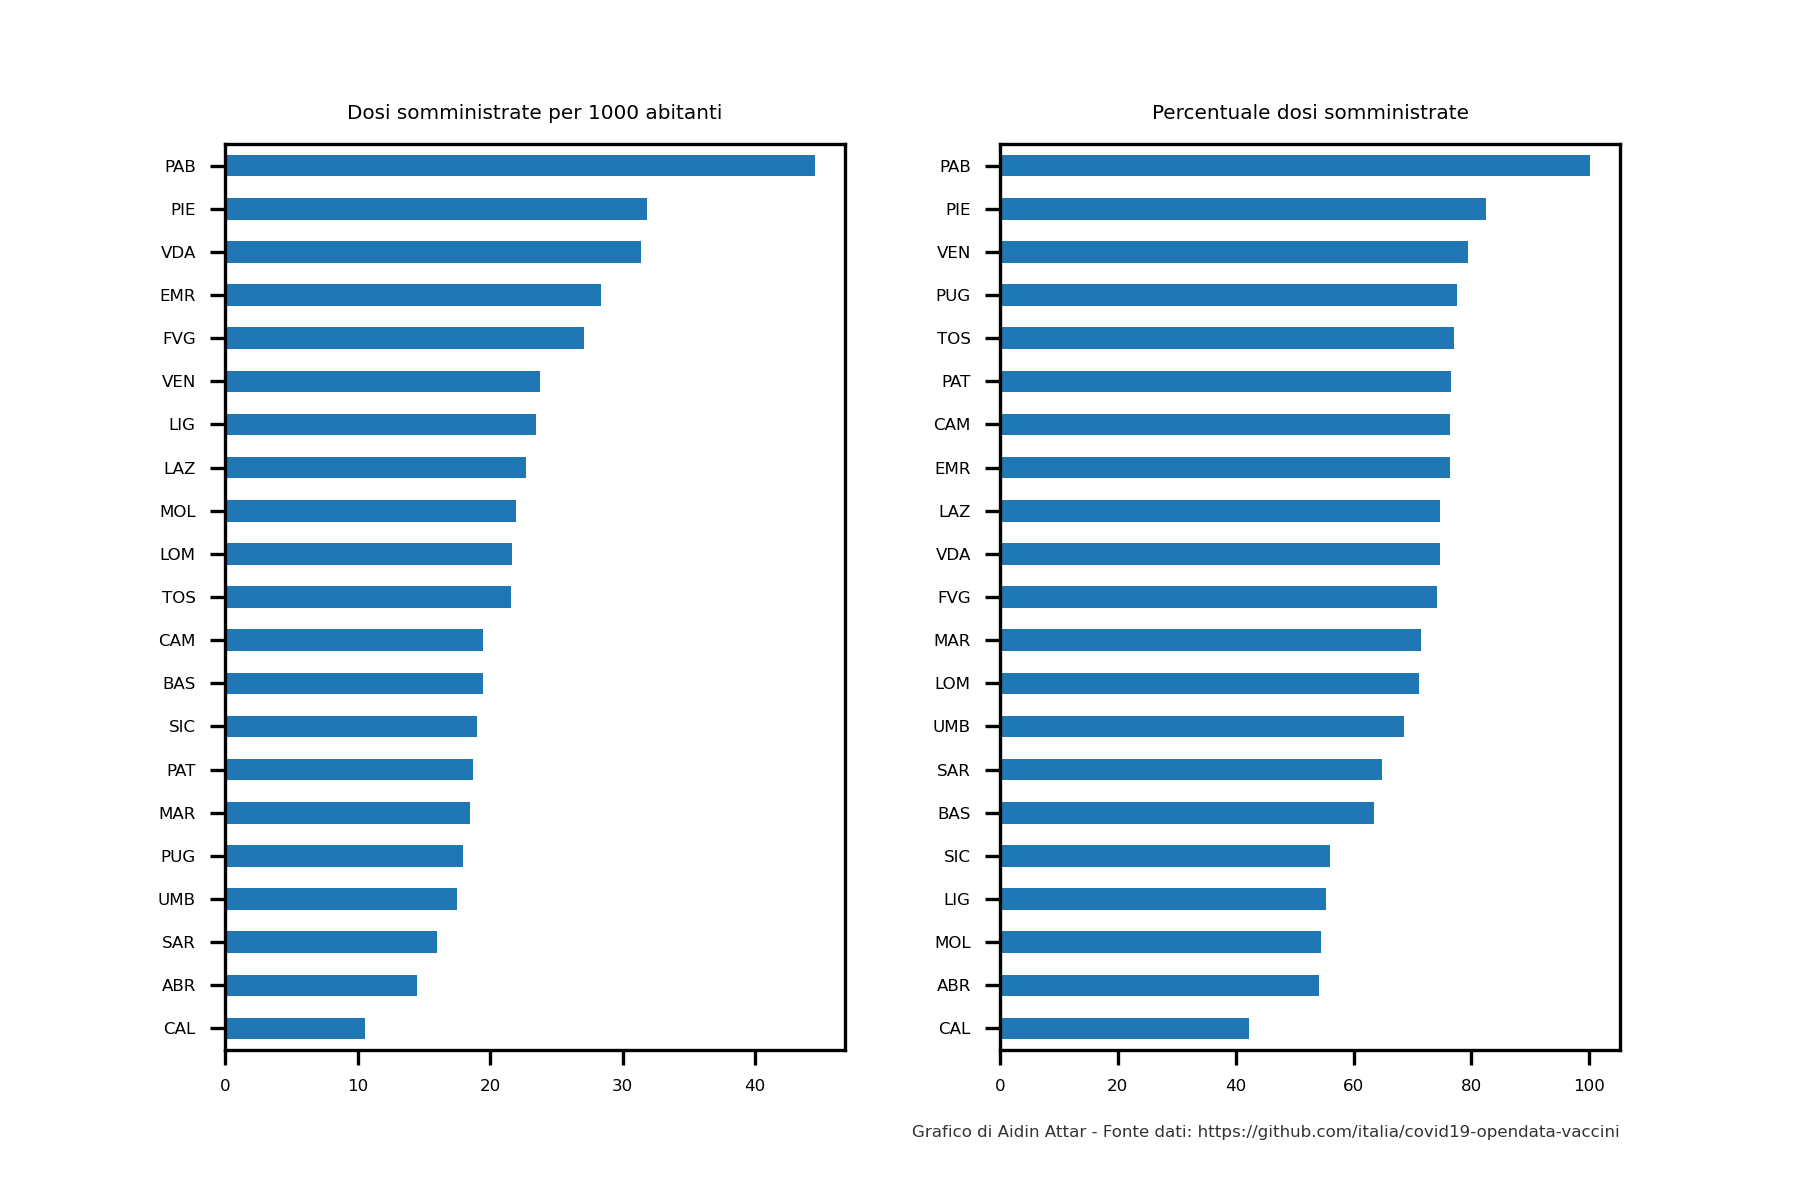 Dosi somministrate per 1000 abitanti
PAB
PIE
VDA
EMR
FVG
VEN
LIG
LAZ
MOL
LOM
TOS
CAM
BAS
SIC
PAT
MAR
PUG
UMB
SAR
ABR
CAL
0 10 20 30 40
Percentuale dosi somministrate
PAB
PIE
VEN
PUG
TOS
PAT
CAM
EMR
LAZ
VDA
FVG
MAR
LOM
UMB
SAR
BAS
SIC
LIG
MOL
ABR
CAL
0 20 40 60 80 100
Grafico di Aidin Attar - Fonte dati: https://github.com/italia/covid19-opendata-vaccini